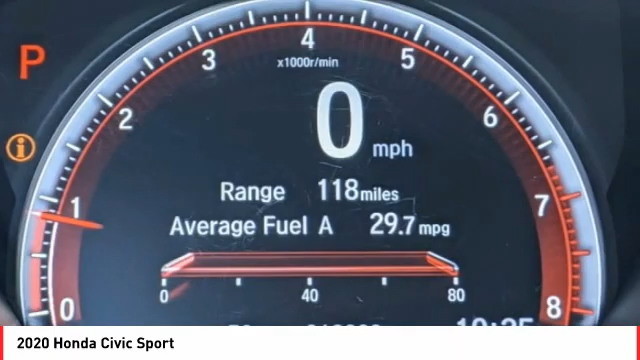 P
4
3
5
x1000r/min
2
6
0 mph
Range 118 miles
1
7
Average Fuel A 29.7 mpg
0 40 80
0
8
2020 Honda Civic Sport